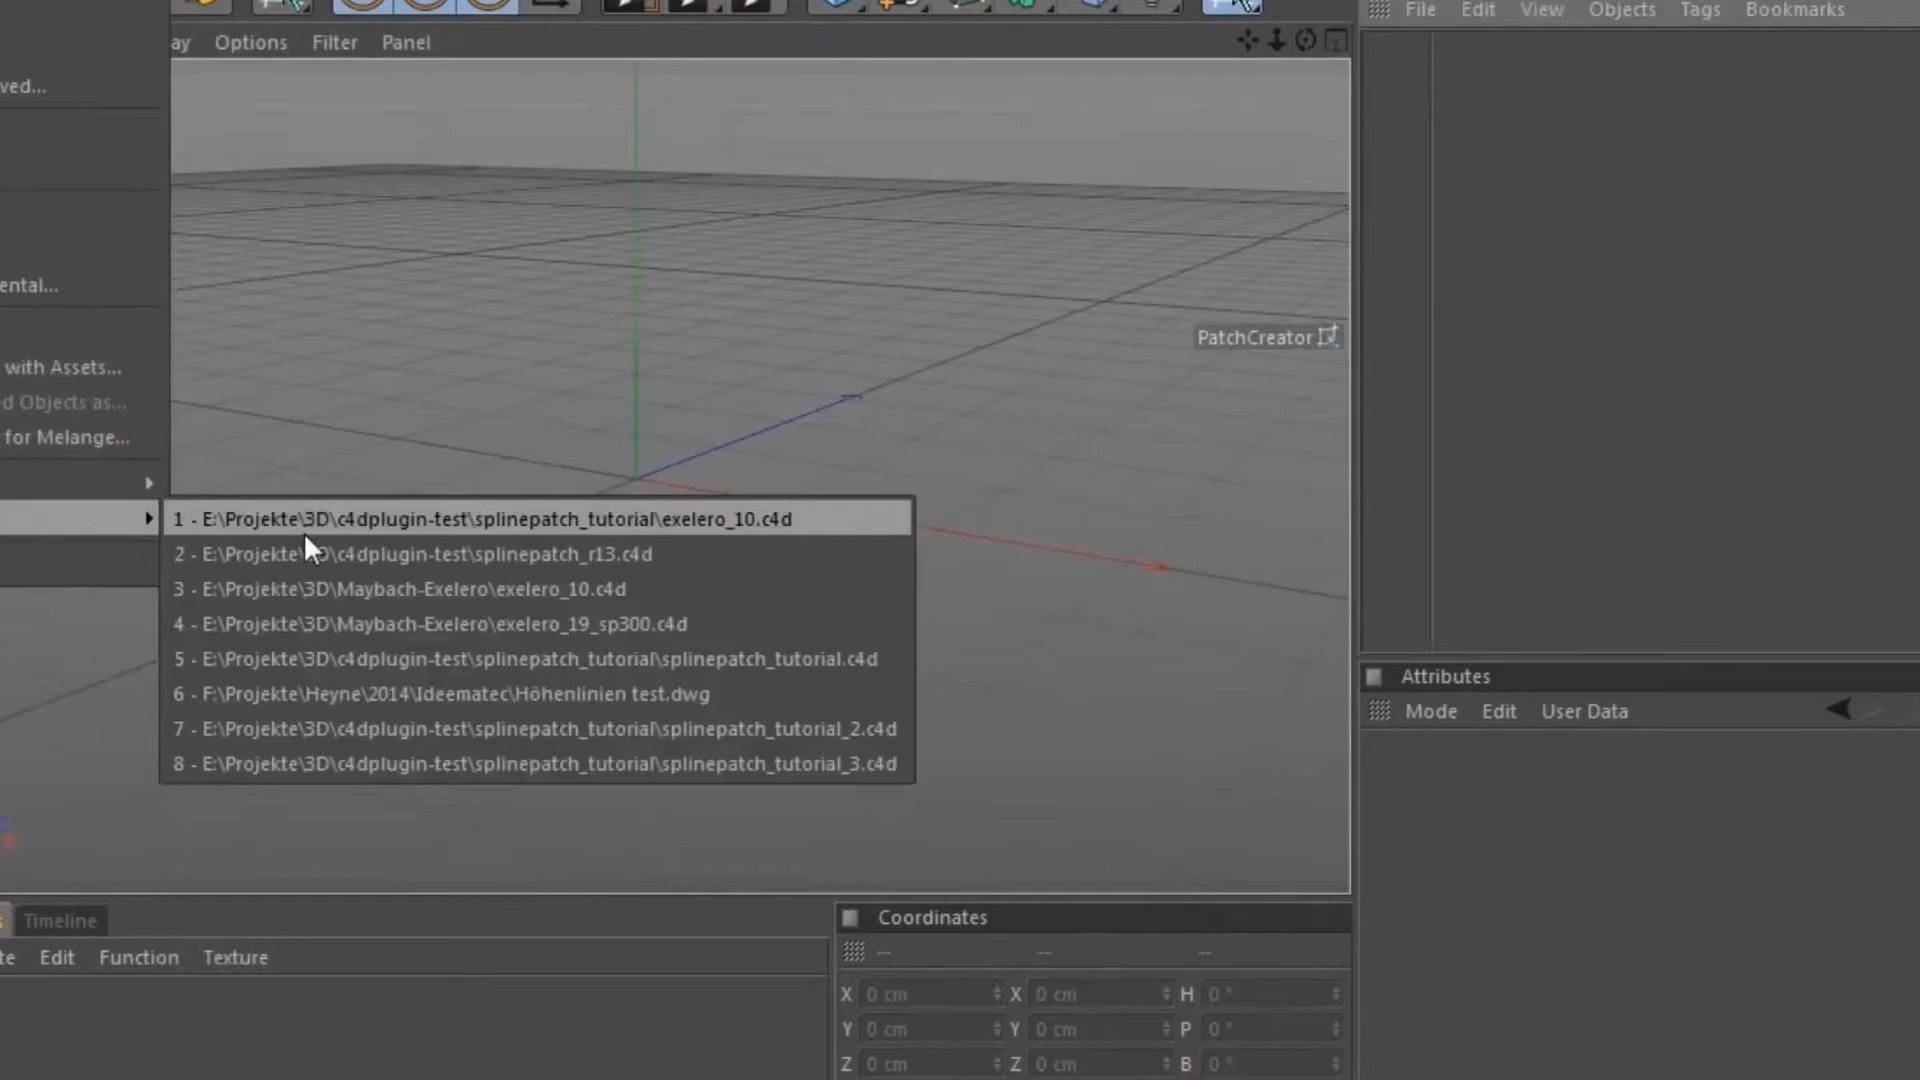 File Edit View Objects Tags Bookmarks
ay Options Filter Panel
ved...
ental...
with Assets...
d Objects as...
for Melange...
PatchCreator
1 - E:\Projekte\3D\c4dplugin-test\splinepatch_tutorial\exelero_10.c4d
2 - E:\Projekte\3D\c4dplugin-test\splinepatch_r13.c4d
3 - E:\Projekte\3D\Maybach-Exelero\exelero_10.c4d
4 - E:\Projekte\3D\Maybach-Exelero\exelero_19_sp300.c4d
5 - E:\Projekte\3D\c4dplugin-test\splinepatch_tutorial\splinepatch_tutorial.c4d
6 - F:\Projekte\Heyne\2014\Ideematec\Höhenlinien test.dwg
7 - E:\Projekte\3D\c4dplugin-test\splinepatch_tutorial\splinepatch_tutorial_2.c4d
8 - E:\Projekte\3D\c4dplugin-test\splinepatch_tutorial\splinepatch_tutorial_3.c4d
Attributes
Mode Edit User Data
s Timeline
te Edit Function Texture
Coordinates
-- -- --
X 0 cm X 0 cm H 0 °
Y 0 cm Y 0 cm P 0 °
Z 0 cm Z 0 cm B 0 °